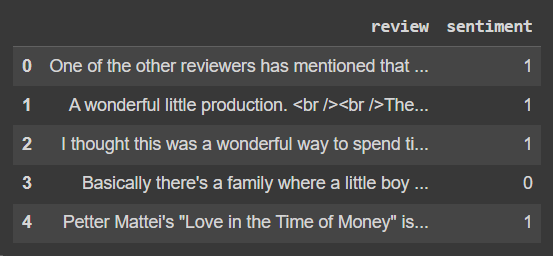 review sentiment
0 One of the other reviewers has mentioned that ... 1
1 A wonderful little production. <br /><br />The... 1
2 I thought this was a wonderful way to spend ti... 1
3 Basically there's a family where a little boy ... 0
4 Petter Mattei's "Love in the Time of Money" is... 1